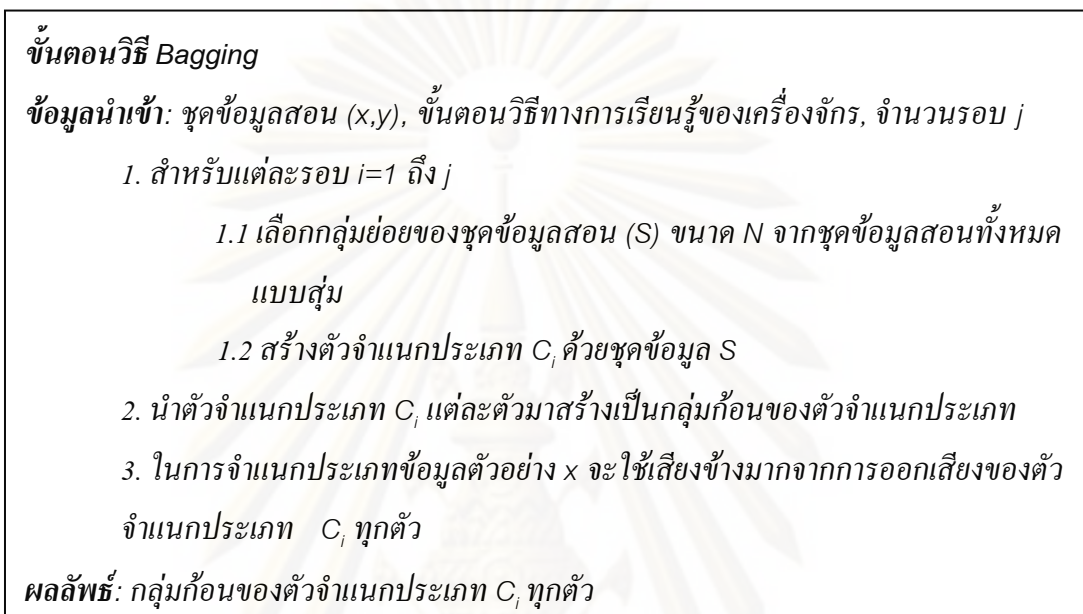 ขั้นตอนวิธี Bagging
ข้อมูลนำเข้า: ชุดข้อมูลสอน (x,y), ขั้นตอนวิธีทางการเรียนรู้ของเครื่องจักร, จำนวนรอบ j
1. สำหรับแต่ละรอบ i=1 ถึง j
1.1 เลือกกลุ่มย่อยของชุดข้อมูลสอน (S) ขนาด N จากชุดข้อมูลสอนทั้งหมด
แบบสุ่ม
1.2 สร้างตัวจำแนกประเภท Ci ด้วยชุดข้อมูล S
2. นำตัวจำแนกประเภท Ci แต่ละตัวมาสร้างเป็นกลุ่มก้อนของตัวจำแนกประเภท
3. ในการจำแนกประเภทข้อมูลตัวอย่าง x จะใช้เสียงข้างมากจากการออกเสียงของตัว
จำแนกประเภท Ci ทุกตัว
ผลลัพธ์: กลุ่มก้อนของตัวจำแนกประเภท Ci ทุกตัว